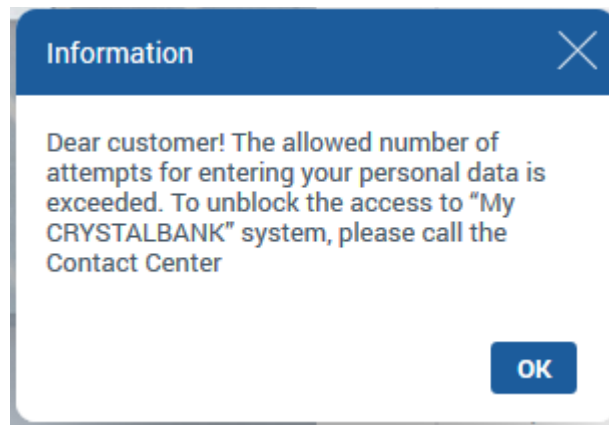 Information
Dear customer! The allowed number of
attempts for entering your personal data is
exceeded. To unblock the access to “My
CRYSTALBANK” system, please call the
Contact Center
OK